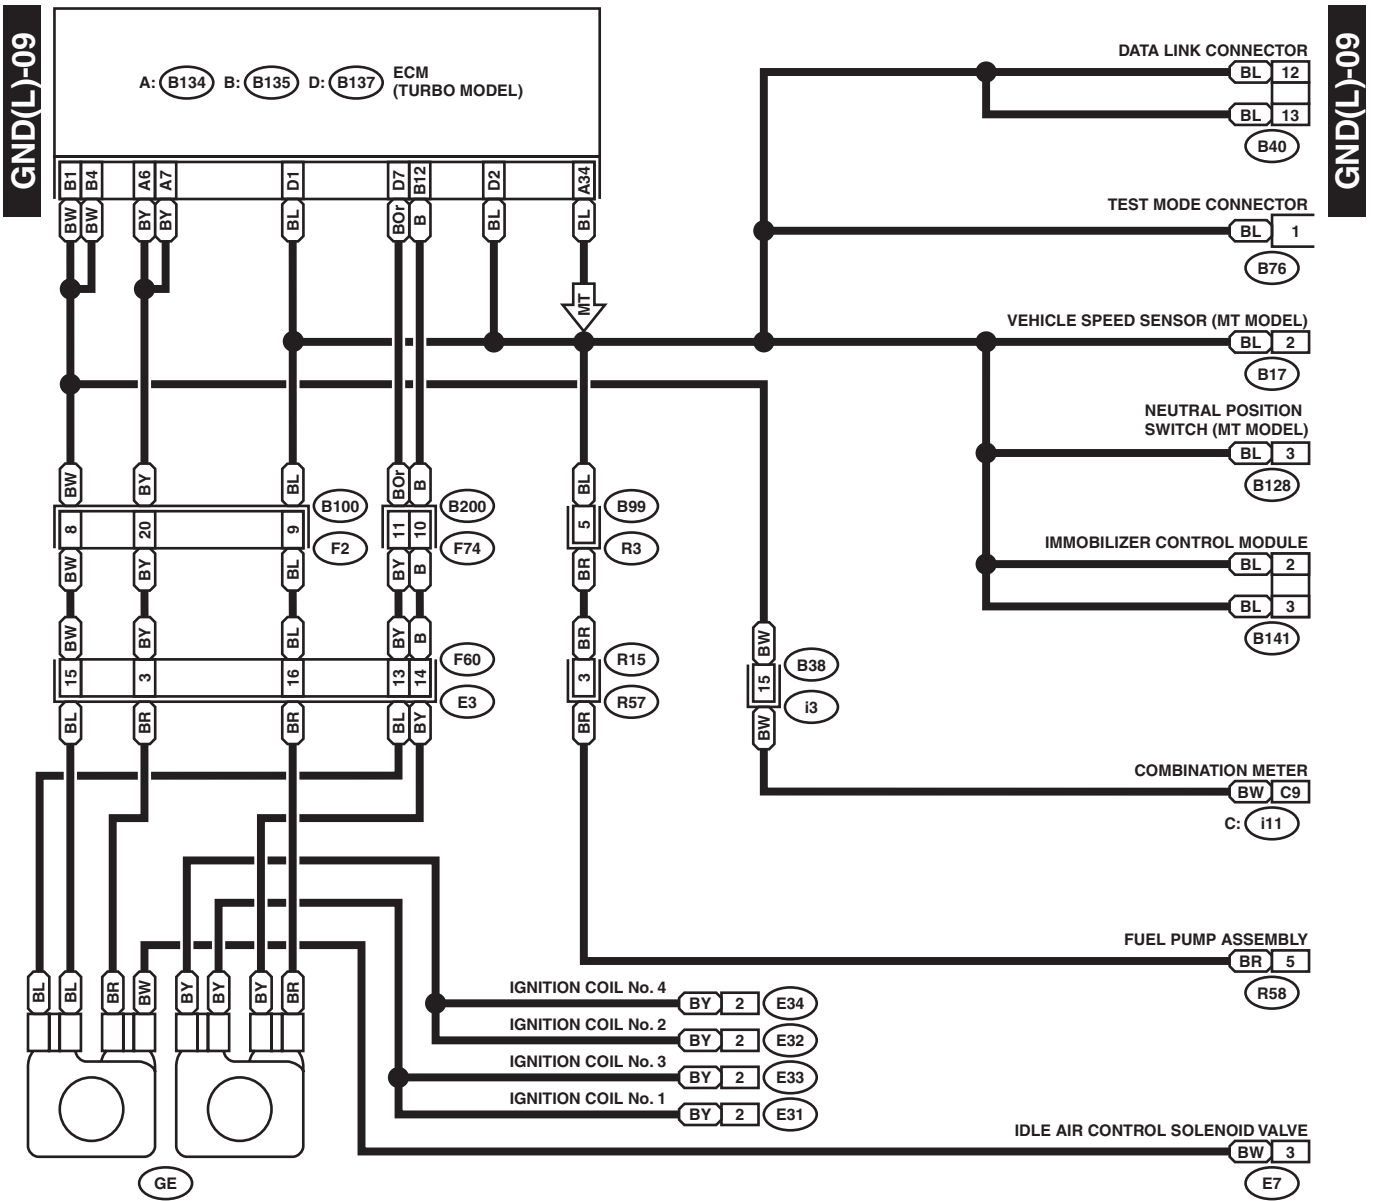 GND(L)-09
GND(L)-09
A: B134 B: B135 D: B137 ECM
(TURBO MODEL)
B1 B4 A6 A7 D1 D7 B12 D2 A34
BW BW BY BY BL BOr B BL BL
MT
DATA LINK CONNECTOR
BL 12
BL 13
B40
TEST MODE CONNECTOR
BL 1
B76
VEHICLE SPEED SENSOR (MT MODEL)
BL 2
B17
NEUTRAL POSITION
SWITCH (MT MODEL)
BL 3
B128
IMMOBILIZER CONTROL MODULE
BL 2
BL 3
B141
BW BY BL BOr B BL
B100 B200 B99
8 20 9 11 10 5
F2 F74 R3
BW BY BL BY B BR
BW BY BL BY B BR BW
F60 R15 B38
15 3 16 13 14 3 15
E3 R57 i3
BL BR BR BL BY BR BW
COMBINATION METER
BW C9
C: i11
FUEL PUMP ASSEMBLY
BR 5
R58
BL BL BR BW BY BY BY BR
IGNITION COIL No. 4
BY 2 E34
IGNITION COIL No. 2
BY 2 E32
IGNITION COIL No. 3
BY 2 E33
IGNITION COIL No. 1
BY 2 E31
IDLE AIR CONTROL SOLENOID VALVE
BW 3
E7
GE